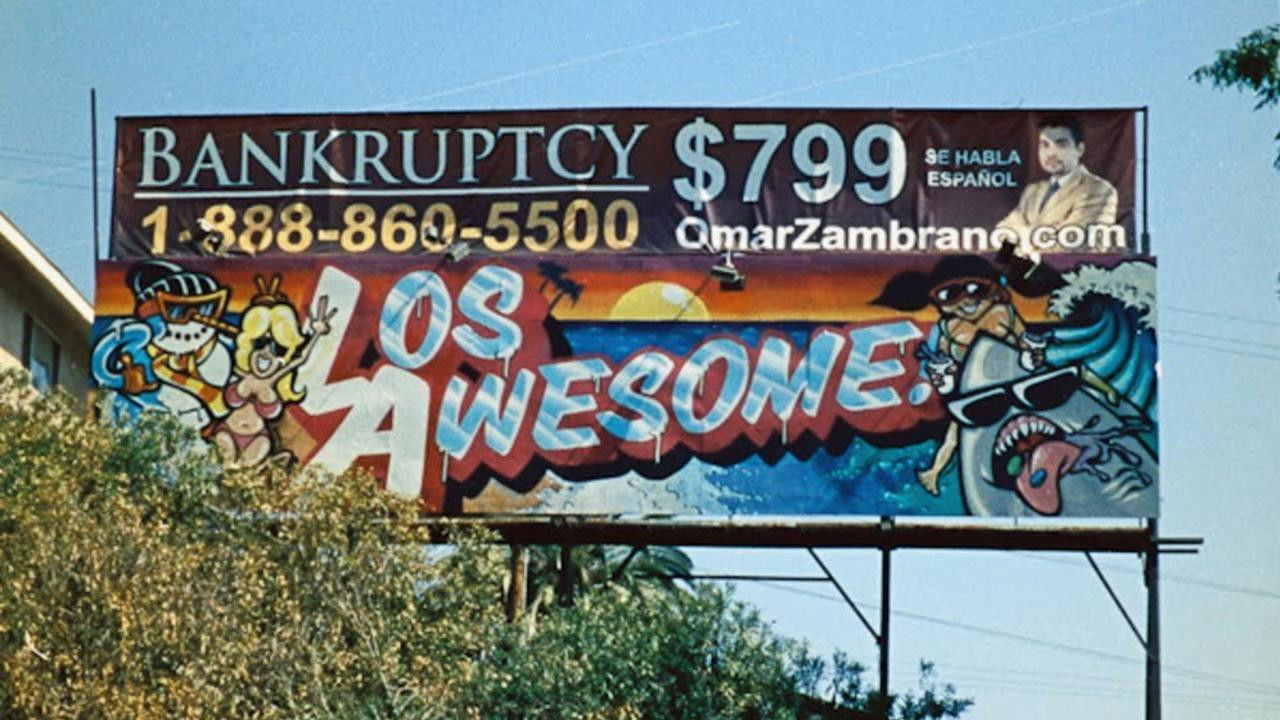 BANKRUPTCY
1-888-860-5500
$799
SE HABLA
ESPAÑOL
OmarZambrano.com
LOS
AWESOME!